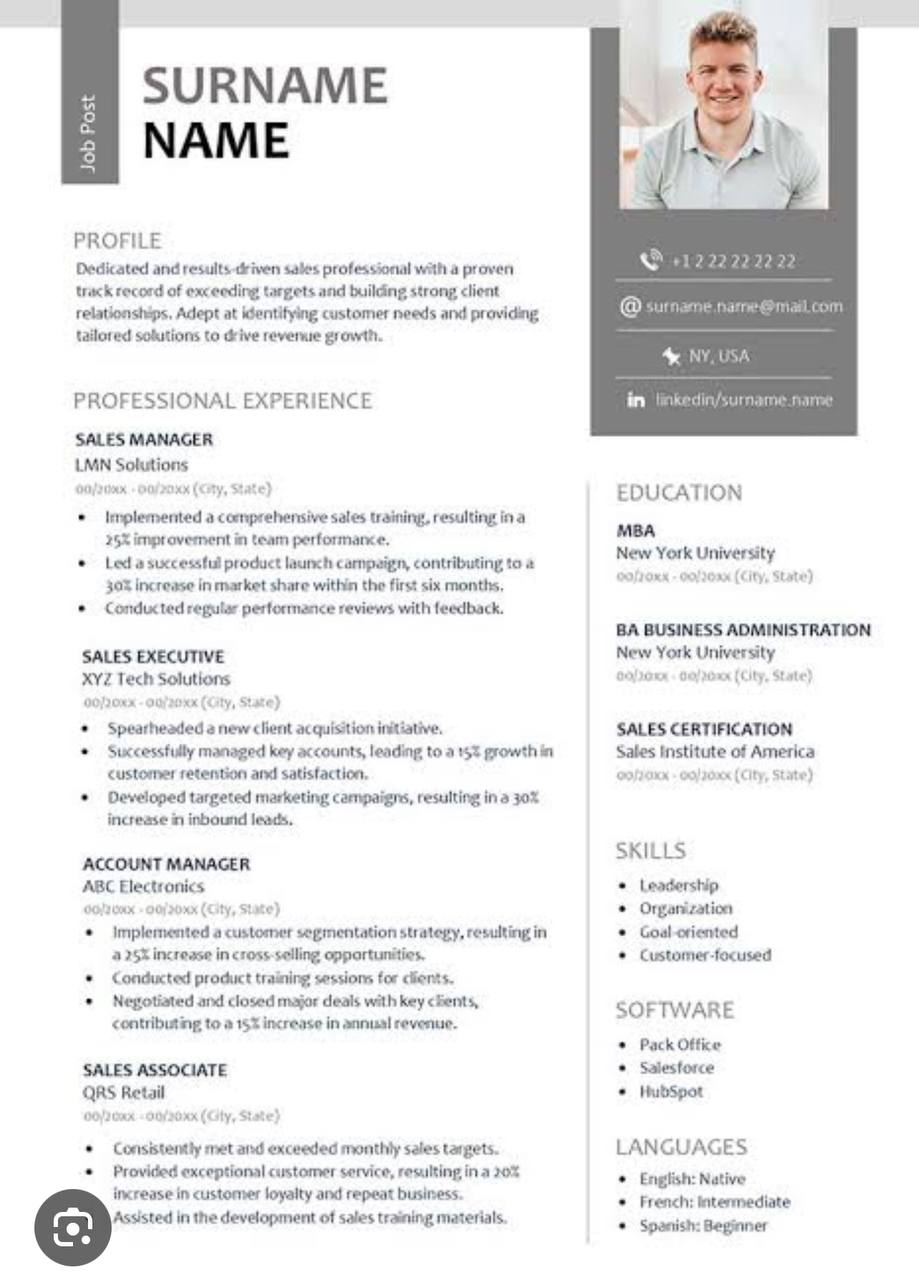 Job Post
SURNAME
NAME
PROFILE
Dedicated and results-driven sales professional with a proven
track record of exceeding targets and building strong client
relationships. Adept at identifying customer needs and providing
tailored solutions to drive revenue growth.
PROFESSIONAL EXPERIENCE
SALES MANAGER
LMN Solutions
00/20xx - 00/20xx (City, State)
• Implemented a comprehensive sales training, resulting in a
25% improvement in team performance.
• Led a successful product launch campaign, contributing to a
30% increase in market share within the first six months.
• Conducted regular performance reviews with feedback.
SALES EXECUTIVE
XYZ Tech Solutions
00/20xx - 00/20xx (City, State)
• Spearheaded a new client acquisition initiative.
• Successfully managed key accounts, leading to a 15% growth in
customer retention and satisfaction.
• Developed targeted marketing campaigns, resulting in a 30%
increase in inbound leads.
ACCOUNT MANAGER
ABC Electronics
00/20xx - 00/20xx (City, State)
• Implemented a customer segmentation strategy, resulting in
a 25% increase in cross-selling opportunities.
• Conducted product training sessions for clients.
• Negotiated and closed major deals with key clients,
contributing to a 15% increase in annual revenue.
SALES ASSOCIATE
QRS Retail
00/20xx - 00/20xx (City, State)
• Consistently met and exceeded monthly sales targets.
• Provided exceptional customer service, resulting in a 20%
increase in customer loyalty and repeat business.
Assisted in the development of sales training materials.
+1 2 22 22 22 22
@ surname.name@mail.com
NY, USA
in linkedin/surname.name
EDUCATION
MBA
New York University
00/20xx - 00/20xx (City, State)
BA BUSINESS ADMINISTRATION
New York University
00/20xx - 00/20xx (City, State)
SALES CERTIFICATION
Sales Institute of America
00/20xx - 00/20xx (City, State)
SKILLS
• Leadership
• Organization
• Goal-oriented
• Customer-focused
SOFTWARE
• Pack Office
• Salesforce
• HubSpot
LANGUAGES
• English: Native
• French: Intermediate
• Spanish: Beginner